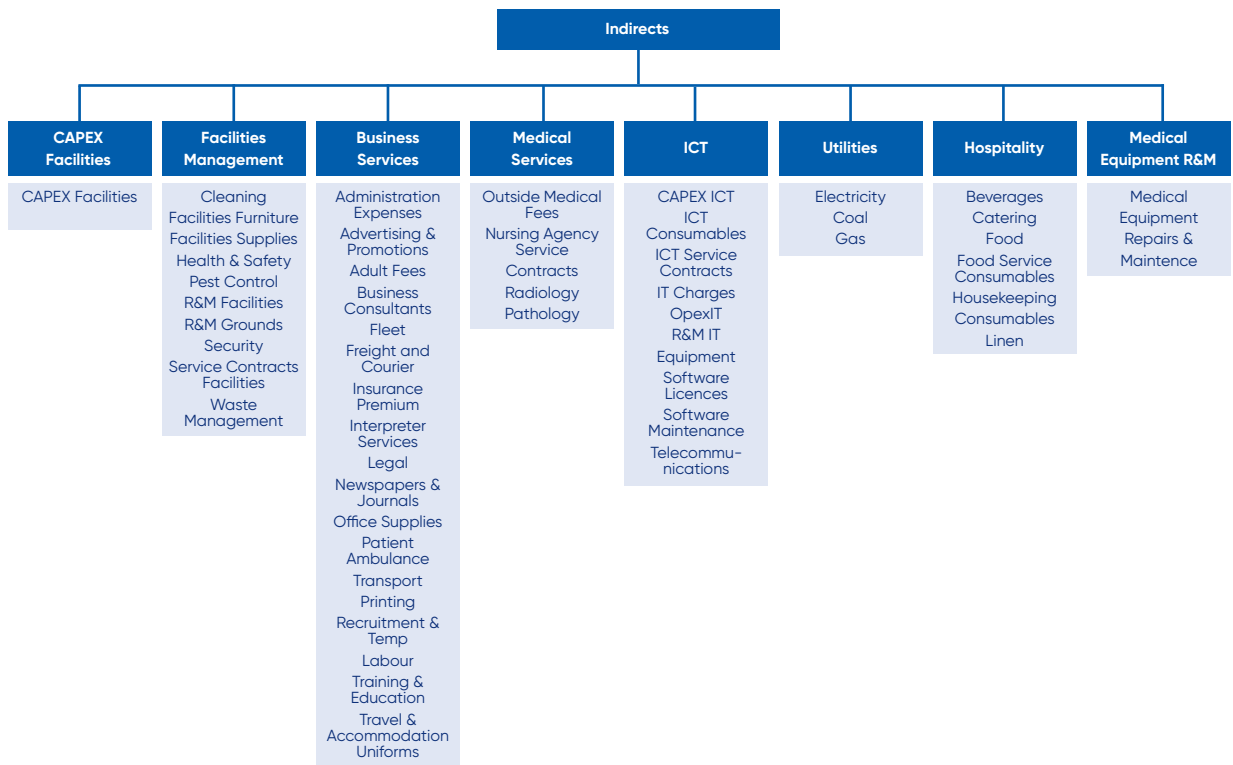 Indirects
CAPEX
Facilities
CAPEX Facilities
Facilities
Management
Cleaning
Facilities Furniture
Facilities Supplies
Health & Safety
Pest Control
R&M Facilities
R&M Grounds
Security
Service Contracts
Facilities
Waste
Management
Business
Services
Administration
Expenses
Advertising &
Promotions
Adult Fees
Business
Consultants
Fleet
Freight and
Courier
Insurance
Premium
Interpreter
Services
Legal
Newspapers &
Journals
Office Supplies
Patient
Ambulance
Transport
Printing
Recruitment &
Temp
Labour
Training &
Education
Travel &
Accommodation
Uniforms
Medical
Services
Outside Medical
Fees
Nursing Agency
Service
Contracts
Radiology
Pathology
ICT
CAPEX ICT
ICT
Consumables
ICT Service
Contracts
IT Charges
OpexIT
R&M IT
Equipment
Software
Licences
Software
Maintenance
Telecommu-
nications
Utilities
Electricity
Coal
Gas
Hospitality
Beverages
Catering
Food
Food Service
Consumables
Housekeeping
Consumables
Linen
Medical
Equipment R&M
Medical
Equipment
Repairs &
Maintence